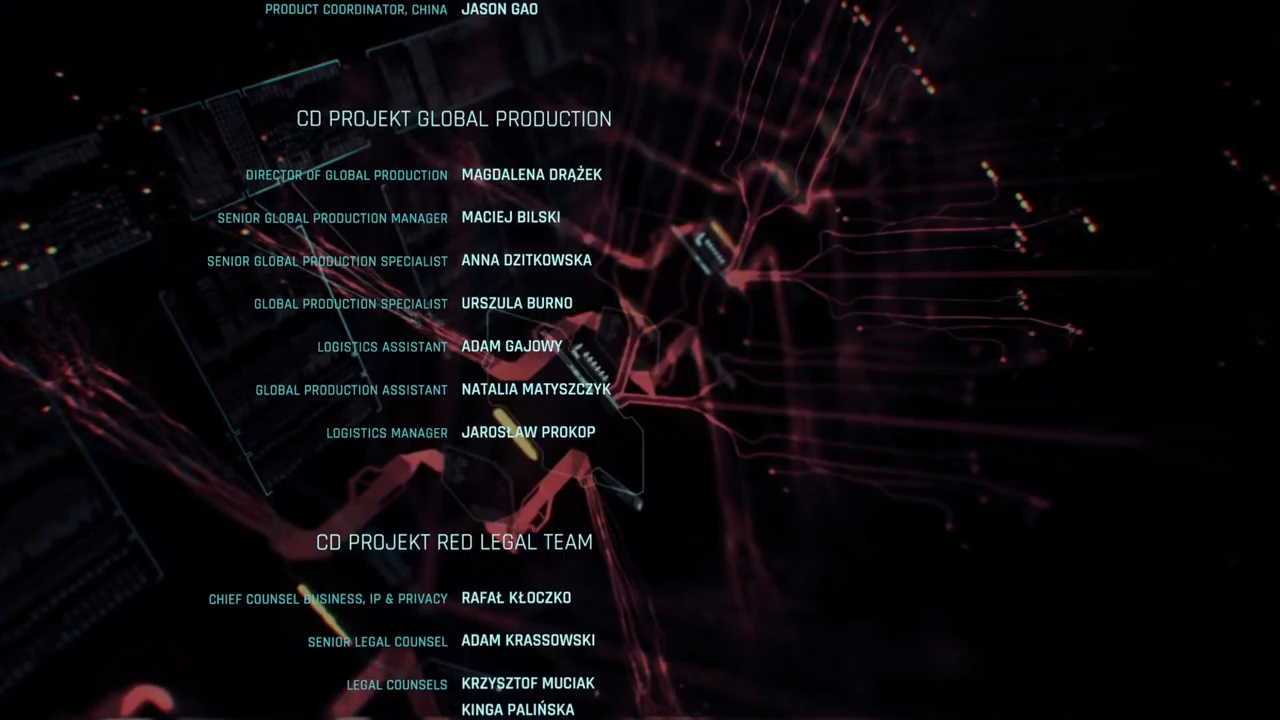 PRODUCT COORDINATOR, CHINA JASON GAO
CD PROJEKT GLOBAL PRODUCTION
DIRECTOR OF GLOBAL PRODUCTION MAGDALENA DRĄŻEK
SENIOR GLOBAL PRODUCTION MANAGER MACIEJ BILSKI
SENIOR GLOBAL PRODUCTION SPECIALIST ANNA DZITKOWSKA
GLOBAL PRODUCTION SPECIALIST URSZULA BURNO
LOGISTICS ASSISTANT ADAM GAJOWY
GLOBAL PRODUCTION ASSISTANT NATALIA MATYSZCZYK
LOGISTICS MANAGER JAROSŁAW PROKOP
CD PROJEKT RED LEGAL TEAM
CHIEF COUNSEL BUSINESS, IP & PRIVACY RAFAŁ KŁOCZKO
SENIOR LEGAL COUNSEL ADAM KRASSOWSKI
LEGAL COUNSELS KRZYSZTOF MUCIAK
KINGA PALIŃSKA